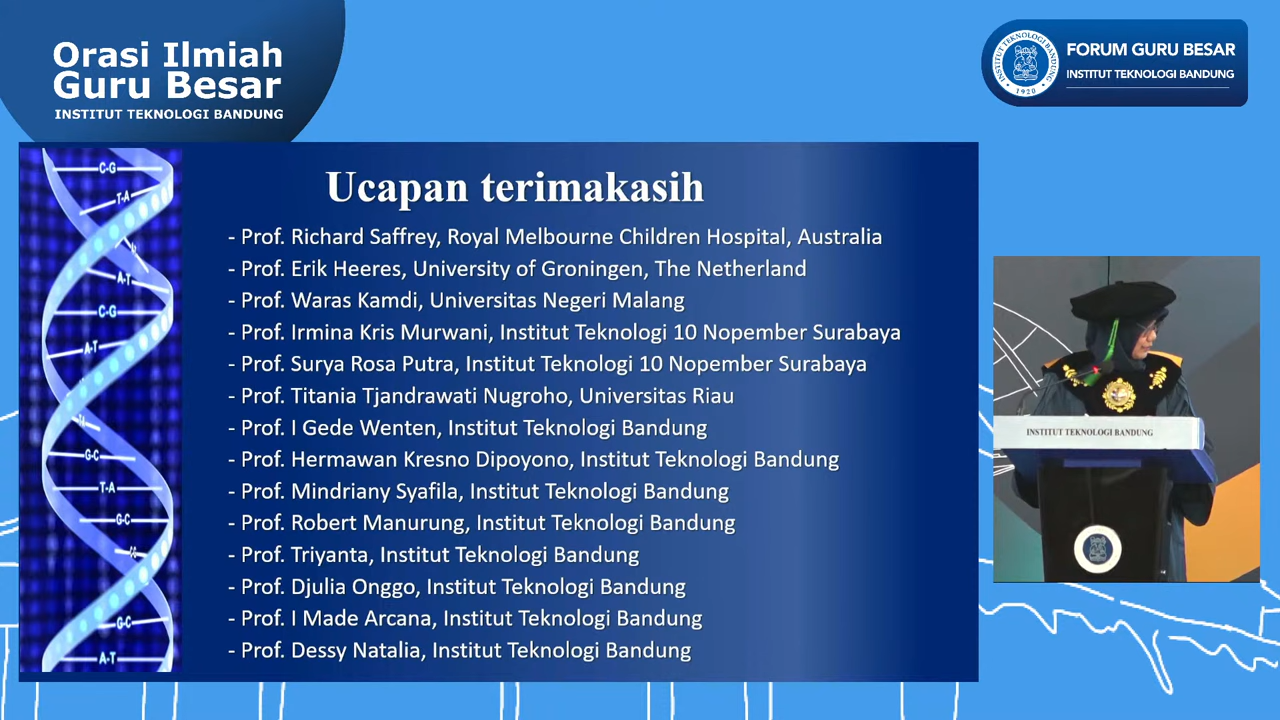 Orasi Ilmiah
Guru Besar
INSTITUT TEKNOLOGI BANDUNG
INSTITUT TEKNOLOGI BANDUNG
1920
FORUM GURU BESAR
INSTITUT TEKNOLOGI BANDUNG
C-G
T-A
A-T
C-G
A-T
G-C
T-A
G-C
G-C
A-T
Ucapan terimakasih
- Prof. Richard Saffrey, Royal Melbourne Children Hospital, Australia
- Prof. Erik Heeres, University of Groningen, The Netherland
- Prof. Waras Kamdi, Universitas Negeri Malang
- Prof. Irmina Kris Murwani, Institut Teknologi 10 Nopember Surabaya
- Prof. Surya Rosa Putra, Institut Teknologi 10 Nopember Surabaya
- Prof. Titania Tjandrawati Nugroho, Universitas Riau
- Prof. I Gede Wenten, Institut Teknologi Bandung
- Prof. Hermawan Kresno Dipoyono, Institut Teknologi Bandung
- Prof. Mindriany Syafila, Institut Teknologi Bandung
- Prof. Robert Manurung, Institut Teknologi Bandung
- Prof. Triyanta, Institut Teknologi Bandung
- Prof. Djulia Onggo, Institut Teknologi Bandung
- Prof. I Made Arcana, Institut Teknologi Bandung
- Prof. Dessy Natalia, Institut Teknologi Bandung
INSTITUT TEKNOLOGI BANDUNG